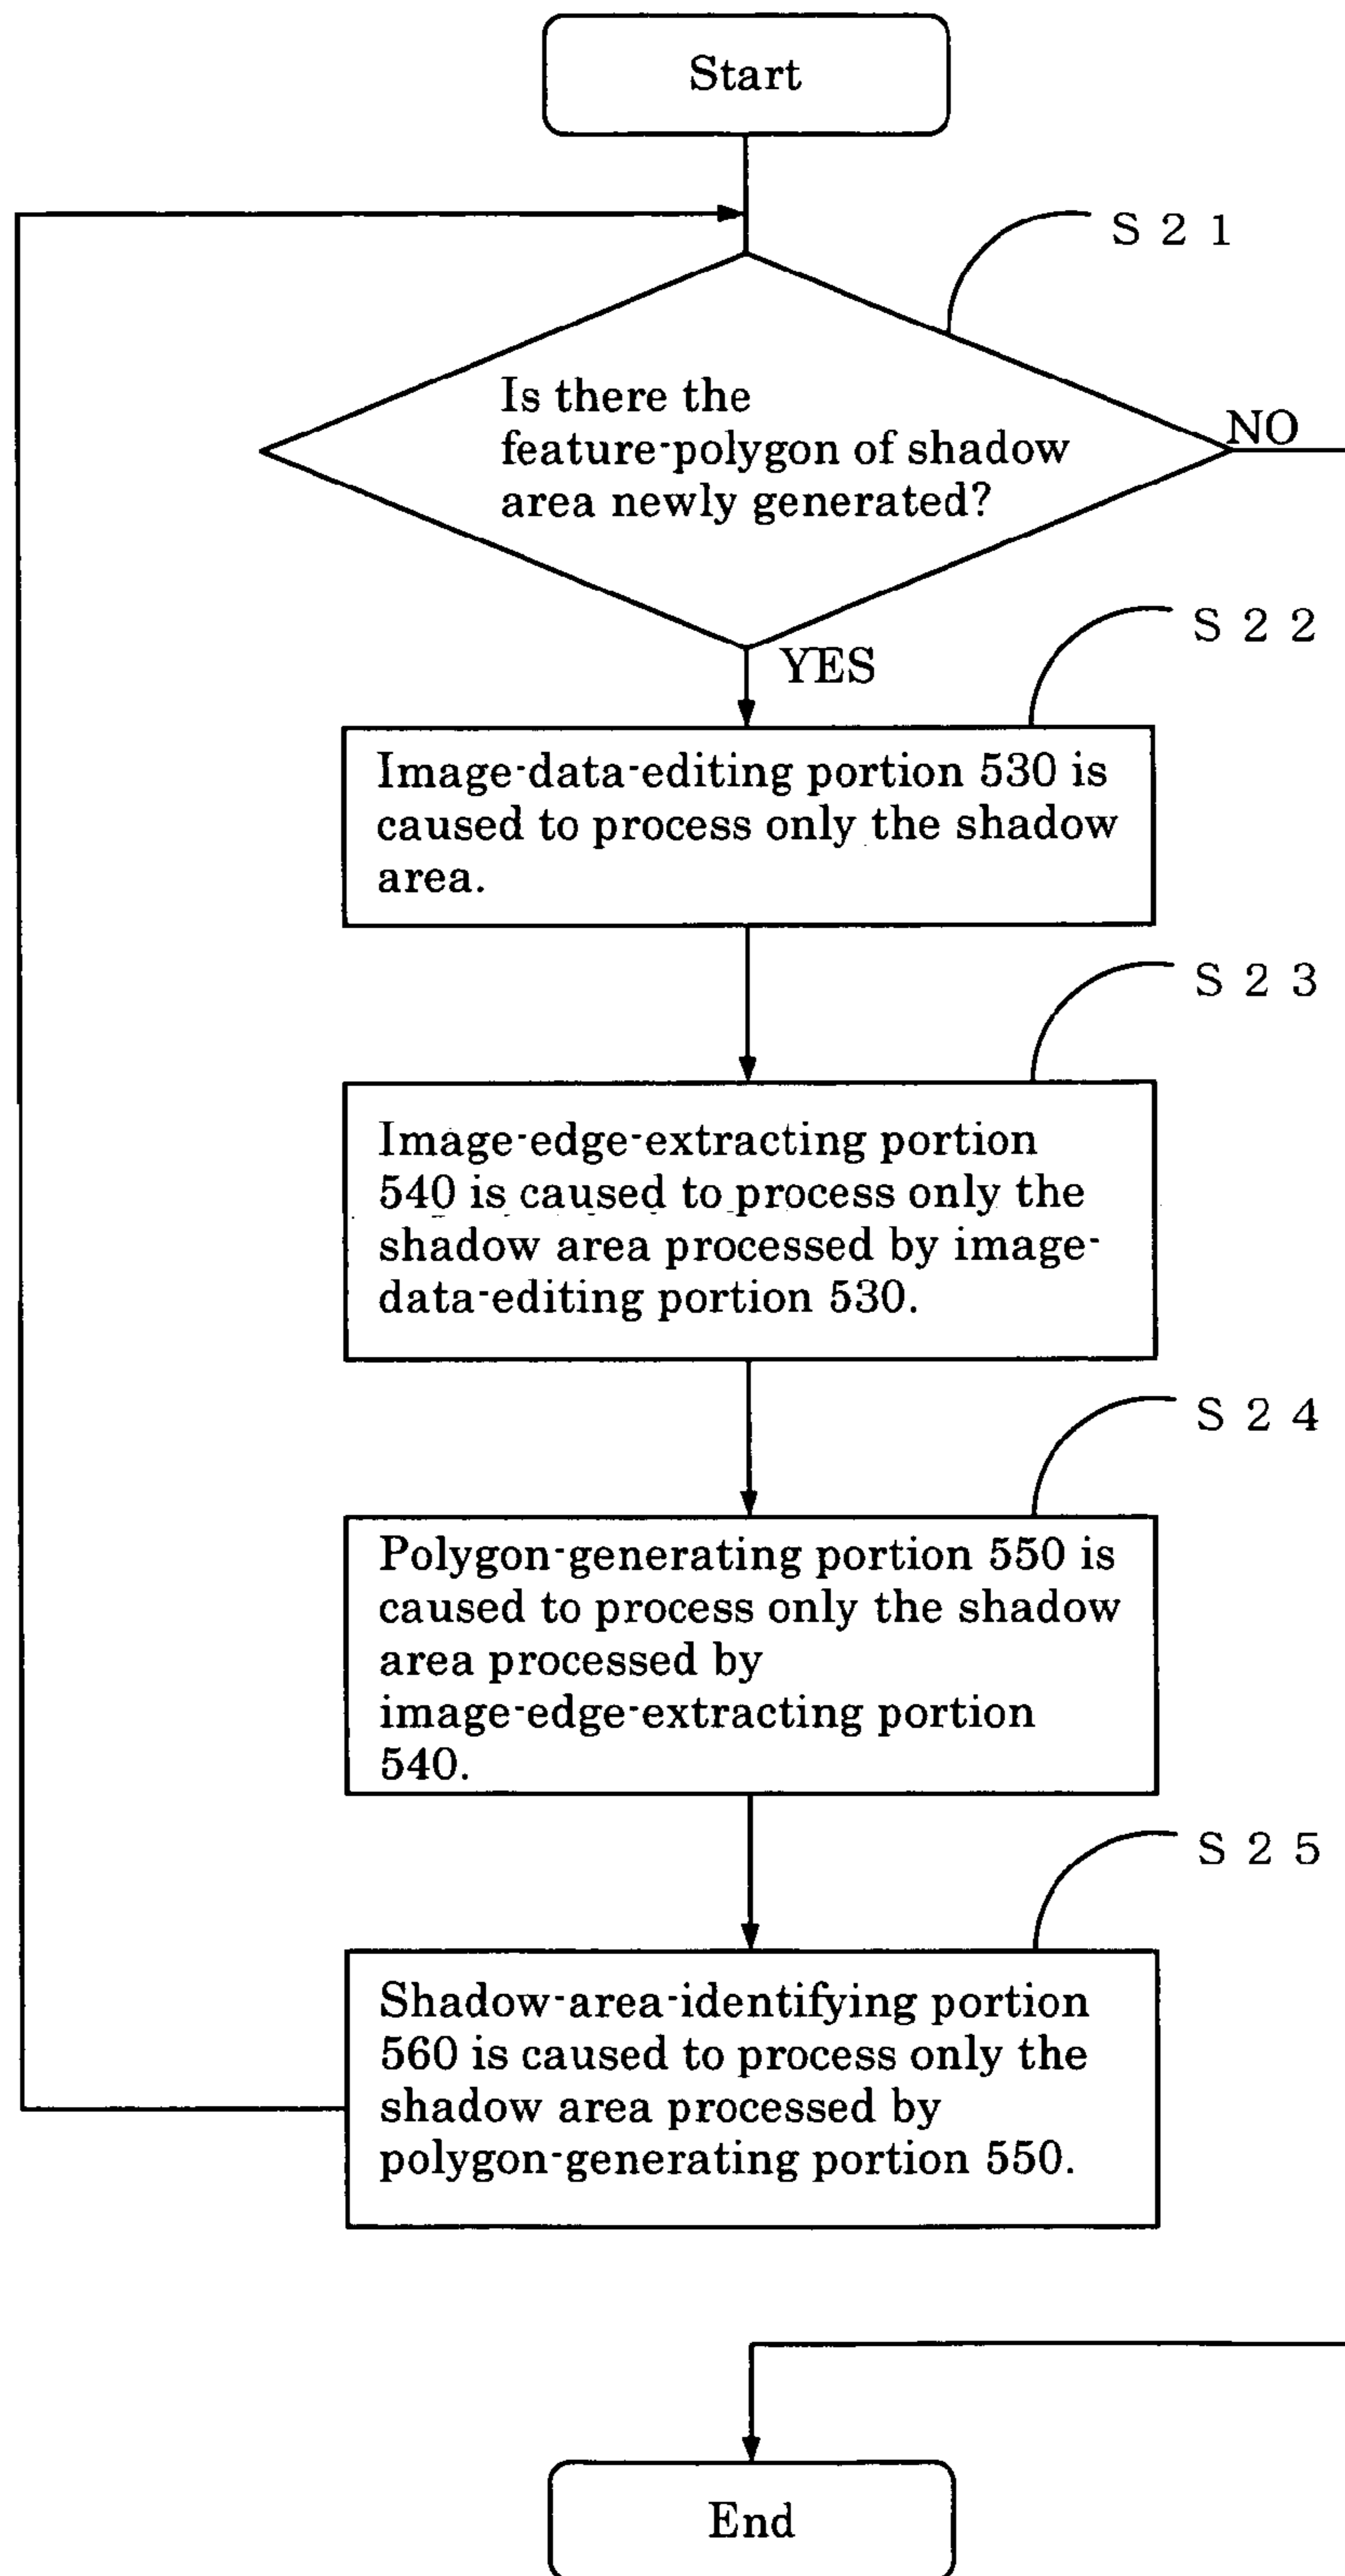 Start
S 2 1
Is there the
feature-polygon of shadow
area newly generated?
NO
YES
S 2 2
Image-data-editing portion 530 is
caused to process only the shadow
area.
S 2 3
Image-edge-extracting portion
540 is caused to process only the
shadow area processed by image-
data-editing portion 530.
S 2 4
Polygon-generating portion 550 is
caused to process only the shadow
area processed by
image-edge-extracting portion
540.
S 2 5
Shadow-area-identifying portion
560 is caused to process only the
shadow area processed by
polygon-generating portion 550.
End